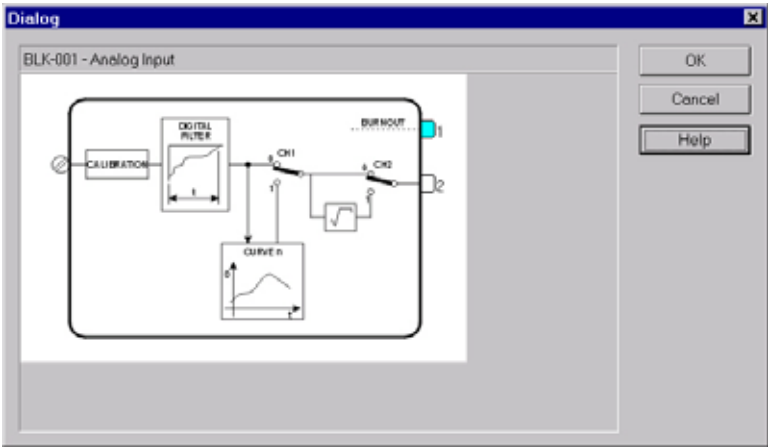 Dialog
BLK-001 - Analog Input
OK
Cancel
Help
BURNOUT
1
DIGITAL
FILTER
CALIBRATION
t
0
CH1
1
0
CH2
1
2
√
CURVE n
0
t